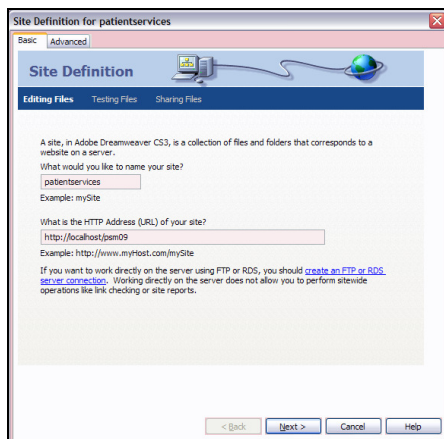 Site Definition for patientservices
Basic Advanced
Site Definition
Editing Files Testing Files Sharing Files
A site, in Adobe Dreamweaver CS3, is a collection of files and folders that corresponds to a
website on a server.
What would you like to name your site?
patientservices
Example: mySite
What is the HTTP Address (URL) of your site?
http://localhost/psm09
Example: http://www.myHost.com/mySite
If you want to work directly on the server using FTP or RDS, you should create an FTP or RDS
server connection. Working directly on the server does not allow you to perform sitewide
operations like link checking or site reports.
< Back Next > Cancel Help